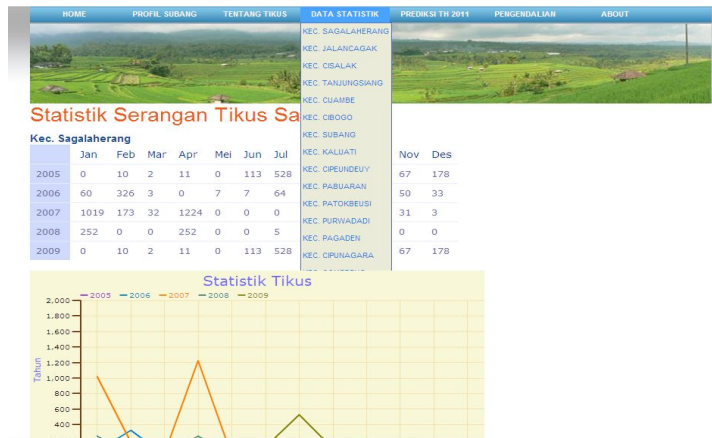 HOME PROFIL SUBANG TENTANG TIKUS DATA STATISTIK PREDIKSI TH 2011 PENGENDALIAN ABOUT
KEC. SAGALAHERANG
KEC. JALANCAGAK
KEC. CISALAK
KEC. TANJUNGSIANG
KEC. CIJAMBE
KEC. CIBOGO
KEC. SUBANG
KEC. KALIJATI
KEC. CIPEUNDEUY
KEC. PABUARAN
KEC. PATOKBEUSI
KEC. PURWADADI
KEC. PAGADEN
KEC. CIPUNAGARA
Statistik Serangan Tikus Sa
Kec. Sagalaherang
Jan Feb Mar Apr Mei Jun Jul Nov Des
2005 0 10 2 11 0 113 528 67 178
2006 60 326 3 0 7 7 64 50 33
2007 1019 173 32 1224 0 0 0 31 3
2008 252 0 0 252 0 0 5 0 0
2009 0 10 2 11 0 113 528 67 178
Statistik Tikus
2005 2006 2007 2008 2009
Tahun
2,000
1.800
1.600
1.400
1.200
1.000
800
600
400